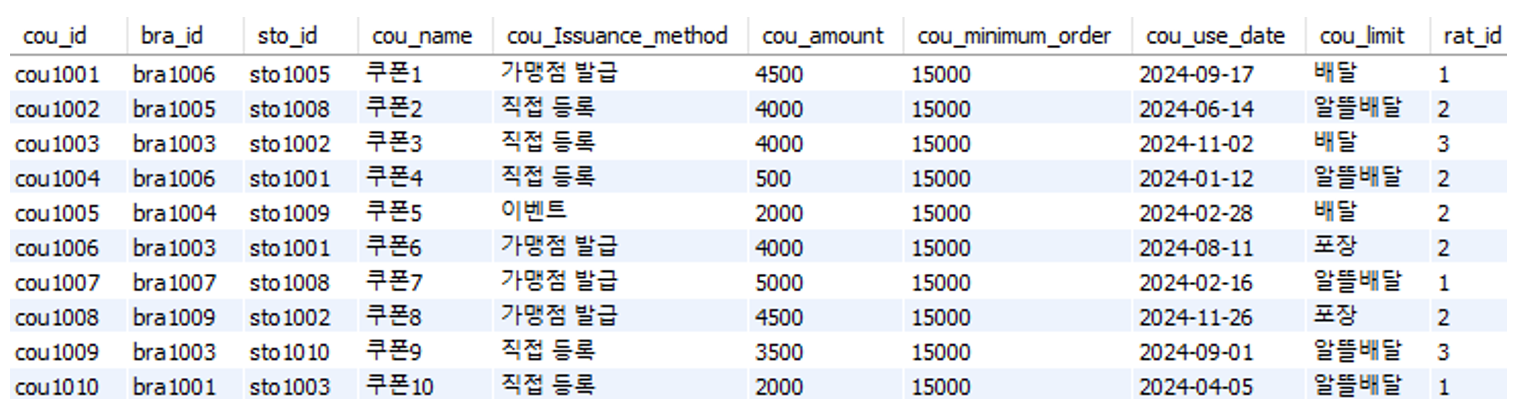 cou_id bra_id sto_id cou_name cou_Issuance_method cou_amount cou_minimum_order cou_use_date cou_limit rat_id
cou1001 bra1006 sto1005 쿠폰1 가맹점 발급 4500 15000 2024-09-17 배달 1
cou1002 bra1005 sto1008 쿠폰2 직접 등록 4000 15000 2024-06-14 알뜰배달 2
cou1003 bra1003 sto1002 쿠폰3 직접 등록 4000 15000 2024-11-02 배달 3
cou1004 bra1006 sto1001 쿠폰4 직접 등록 500 15000 2024-01-12 알뜰배달 2
cou1005 bra1004 sto1009 쿠폰5 이벤트 2000 15000 2024-02-28 배달 2
cou1006 bra1003 sto1001 쿠폰6 가맹점 발급 4000 15000 2024-08-11 포장 2
cou1007 bra1007 sto1008 쿠폰7 가맹점 발급 5000 15000 2024-02-16 알뜰배달 1
cou1008 bra1009 sto1002 쿠폰8 가맹점 발급 4500 15000 2024-11-26 포장 2
cou1009 bra1003 sto1010 쿠폰9 직접 등록 3500 15000 2024-09-01 알뜰배달 3
cou1010 bra1001 sto1003 쿠폰10 직접 등록 2000 15000 2024-04-05 알뜰배달 1